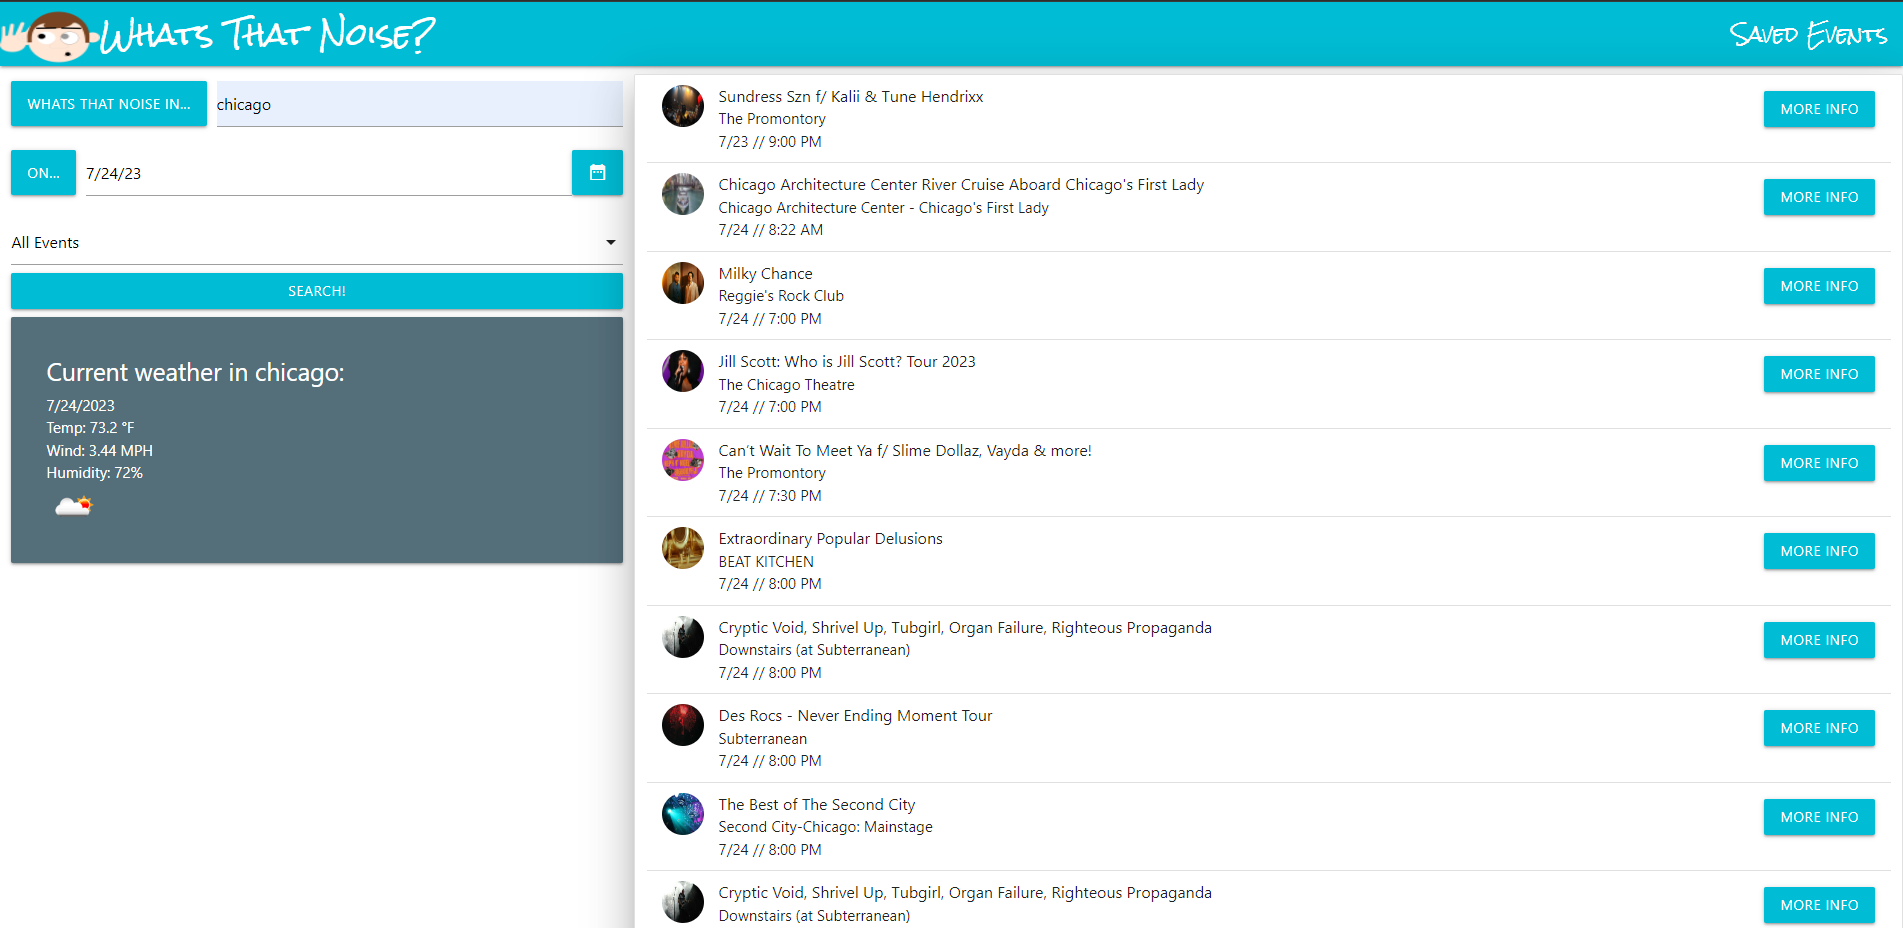 Whats That Noise?
Saved Events
WHATS THAT NOISE IN...
chicago
ON...
7/24/23
All Events
SEARCH!
Current weather in chicago:
7/24/2023
Temp: 73.2 °F
Wind: 3.44 MPH
Humidity: 72%
Sundress Szn f/ Kalii & Tune Hendrixx
The Promontory
7/23 // 9:00 PM
MORE INFO
Chicago Architecture Center River Cruise Aboard Chicago's First Lady
Chicago Architecture Center - Chicago's First Lady
7/24 // 8:22 AM
MORE INFO
Milky Chance
Reggie's Rock Club
7/24 // 7:00 PM
MORE INFO
Jill Scott: Who is Jill Scott? Tour 2023
The Chicago Theatre
7/24 // 7:00 PM
MORE INFO
Can’t Wait To Meet Ya f/ Slime Dollaz, Vayda & more!
The Promontory
7/24 // 7:30 PM
MORE INFO
Extraordinary Popular Delusions
BEAT KITCHEN
7/24 // 8:00 PM
MORE INFO
Cryptic Void, Shrivel Up, Tubgirl, Organ Failure, Righteous Propaganda
Downstairs (at Subterranean)
7/24 // 8:00 PM
MORE INFO
Des Rocs - Never Ending Moment Tour
Subterranean
7/24 // 8:00 PM
MORE INFO
The Best of The Second City
Second City-Chicago: Mainstage
7/24 // 8:00 PM
MORE INFO
Cryptic Void, Shrivel Up, Tubgirl, Organ Failure, Righteous Propaganda
Downstairs (at Subterranean)
MORE INFO